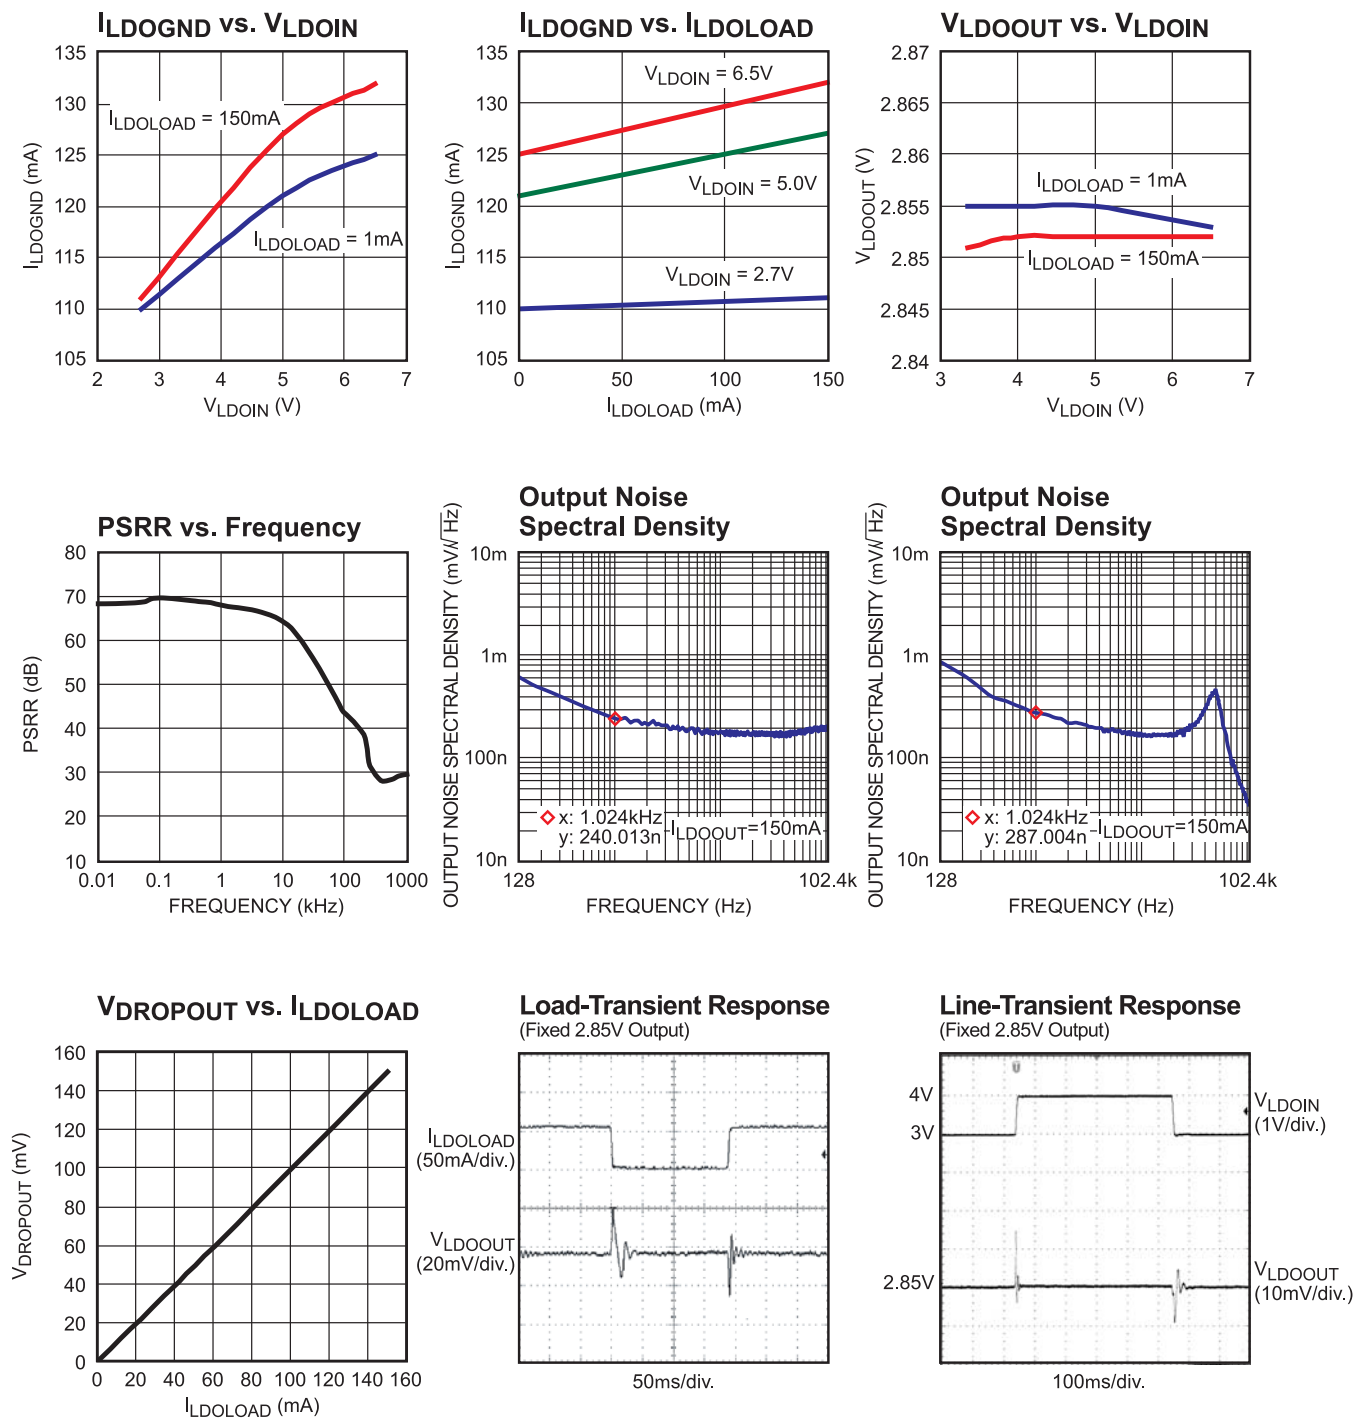 ILDOGND vs. VLDOIN
135
130
125
120
115
110
105
ILDOGND (mA)
ILDOLOAD = 150mA
ILDOLOAD = 1mA
2 3 4 5 6 7
VLDOIN (V)
ILDOGND vs. ILDOLOAD
135
130
125
120
115
110
105
ILDOGND (mA)
VLDOIN = 6.5V
VLDOIN = 5.0V
VLDOIN = 2.7V
0 50 100 150
ILDOLOAD (mA)
VLDOOUT vs. VLDOIN
2.87
2.865
2.86
2.855
2.85
2.845
2.84
VLDOOUT (V)
ILDOLOAD = 1mA
ILDOLOAD = 150mA
3 4 5 6 7
VLDOIN (V)
PSRR vs. Frequency
80
70
60
50
40
30
20
10
PSRR (dB)
0.01 0.1 1 10 100 1000
FREQUENCY (kHz)
Output Noise
Spectral Density
OUTPUT NOISE SPECTRAL DENSITY (mV/√Hz)
10m
1m
100n
10n
x: 1.024kHz
y: 240.013n
ILDOOUT=150mA
128 102.4k
FREQUENCY (Hz)
Output Noise
Spectral Density
OUTPUT NOISE SPECTRAL DENSITY (mV/√Hz)
10m
1m
100n
10n
x: 1.024kHz
y: 287.004n
ILDOOUT=150mA
128 102.4k
FREQUENCY (Hz)
VDROPOUT vs. ILDOLOAD
160
140
120
100
80
60
40
20
0
VDROPOUT (mV)
0 20 40 60 80 100 120 140 160
ILDOLOAD (mA)
Load-Transient Response
(Fixed 2.85V Output)
ILDOLOAD
(50mA/div.)
VLDOOUT
(20mV/div.)
50ms/div.
Line-Transient Response
(Fixed 2.85V Output)
4V
3V
2.85V
VLDOIN
(1V/div.)
VLDOOUT
(10mV/div.)
100ms/div.